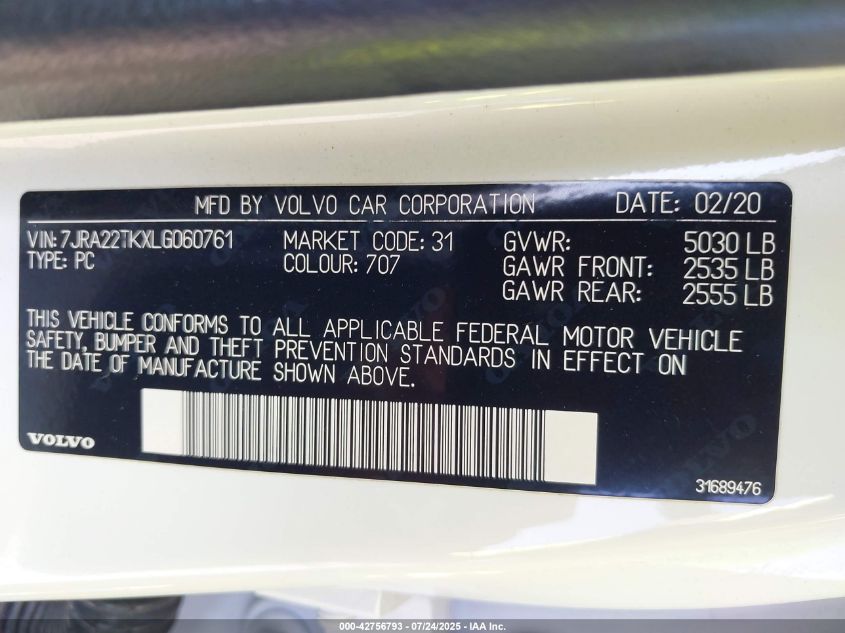 MFD BY VOLVO CAR CORPORATION DATE: 02/20
VIN: 7JRA22TKXLG060761 MARKET CODE: 31 GVWR: 5030 LB
TYPE: PC COLOUR: 707 GAWR FRONT: 2535 LB
GAWR REAR: 2555 LB
THIS VEHICLE CONFORMS TO ALL APPLICABLE FEDERAL MOTOR VEHICLE
SAFETY, BUMPER AND THEFT PREVENTION STANDARDS IN EFFECT ON
THE DATE OF MANUFACTURE SHOWN ABOVE.
VOLVO
31689476
000-42756793 - 07/24/2025 - IAA Inc.